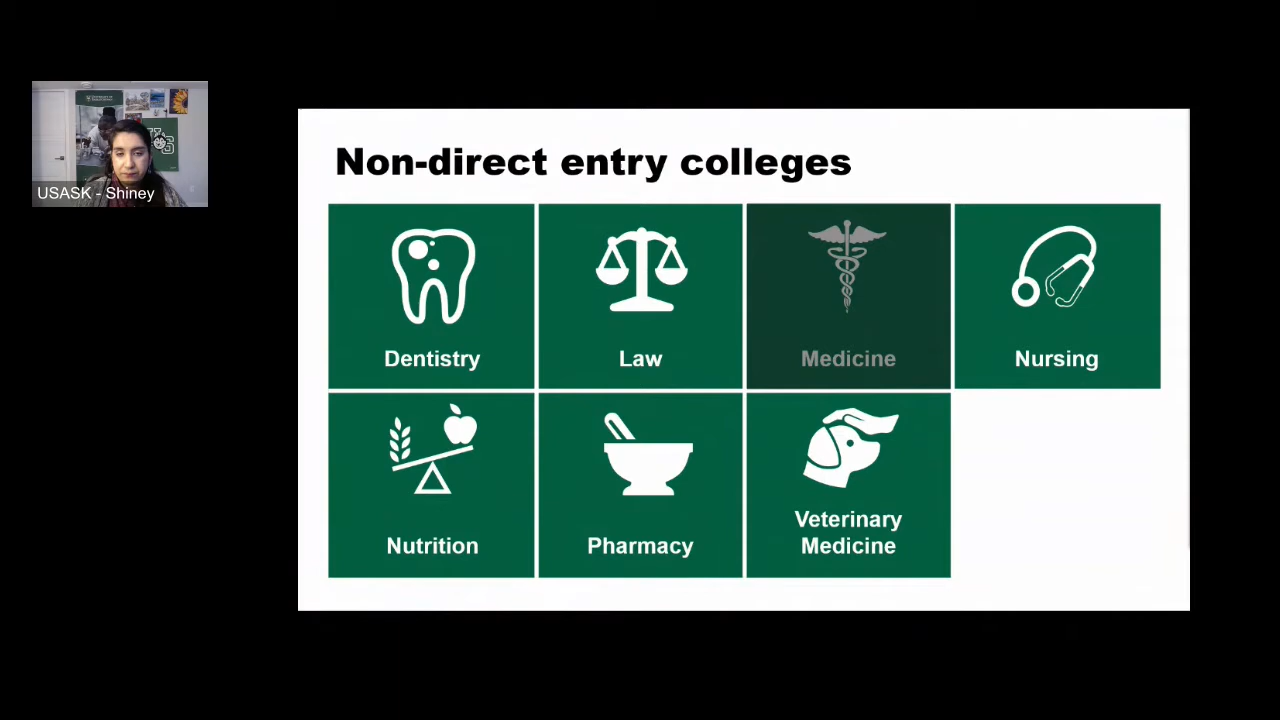 USASK - Shiney
Non-direct entry colleges
Dentistry
Law
Medicine
Nursing
Nutrition
Pharmacy
Veterinary
Medicine